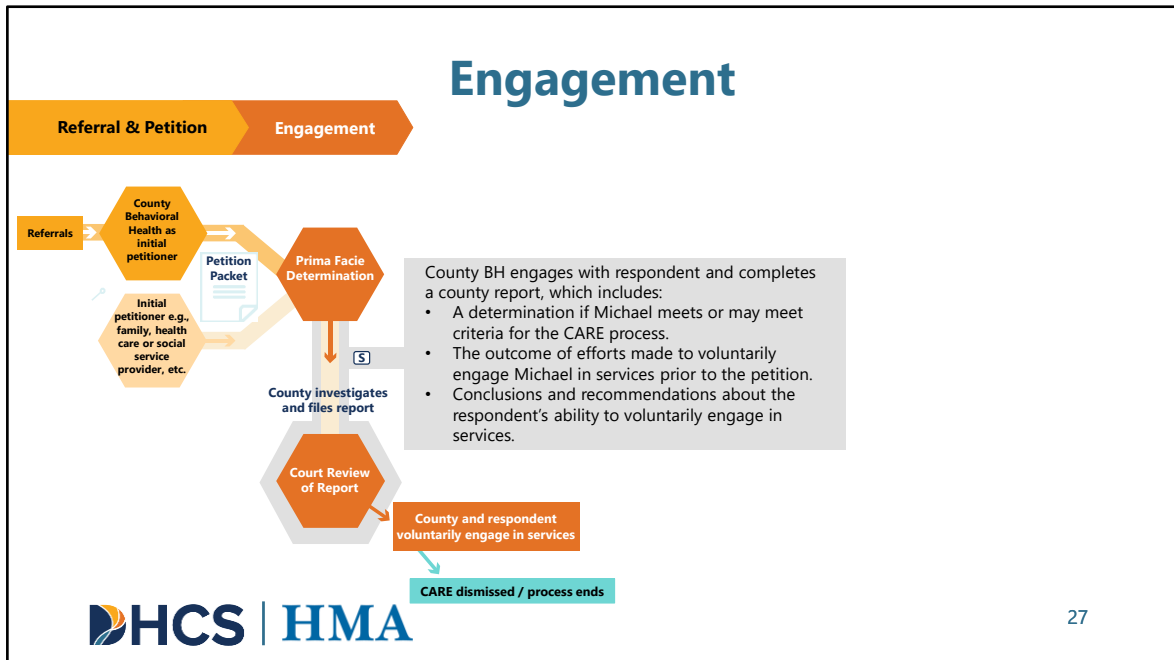 Engagement
Referral & Petition
Engagement
Referrals
County
Behavioral
Health as
initial
petitioner
Petition
Packet
Prima Facie
Determination
Initial
petitioner e.g.,
family, health
care or social
service
provider, etc.
S
County BH engages with respondent and completes
a county report, which includes:
• A determination if Michael meets or may meet
criteria for the CARE process.
• The outcome of efforts made to voluntarily
engage Michael in services prior to the petition.
• Conclusions and recommendations about the
respondent's ability to voluntarily engage in
services.
County investigates
and files report
Court Review
of Report
County and respondent
voluntarily engage in services
CARE dismissed / process ends
DHCS | HMA
27